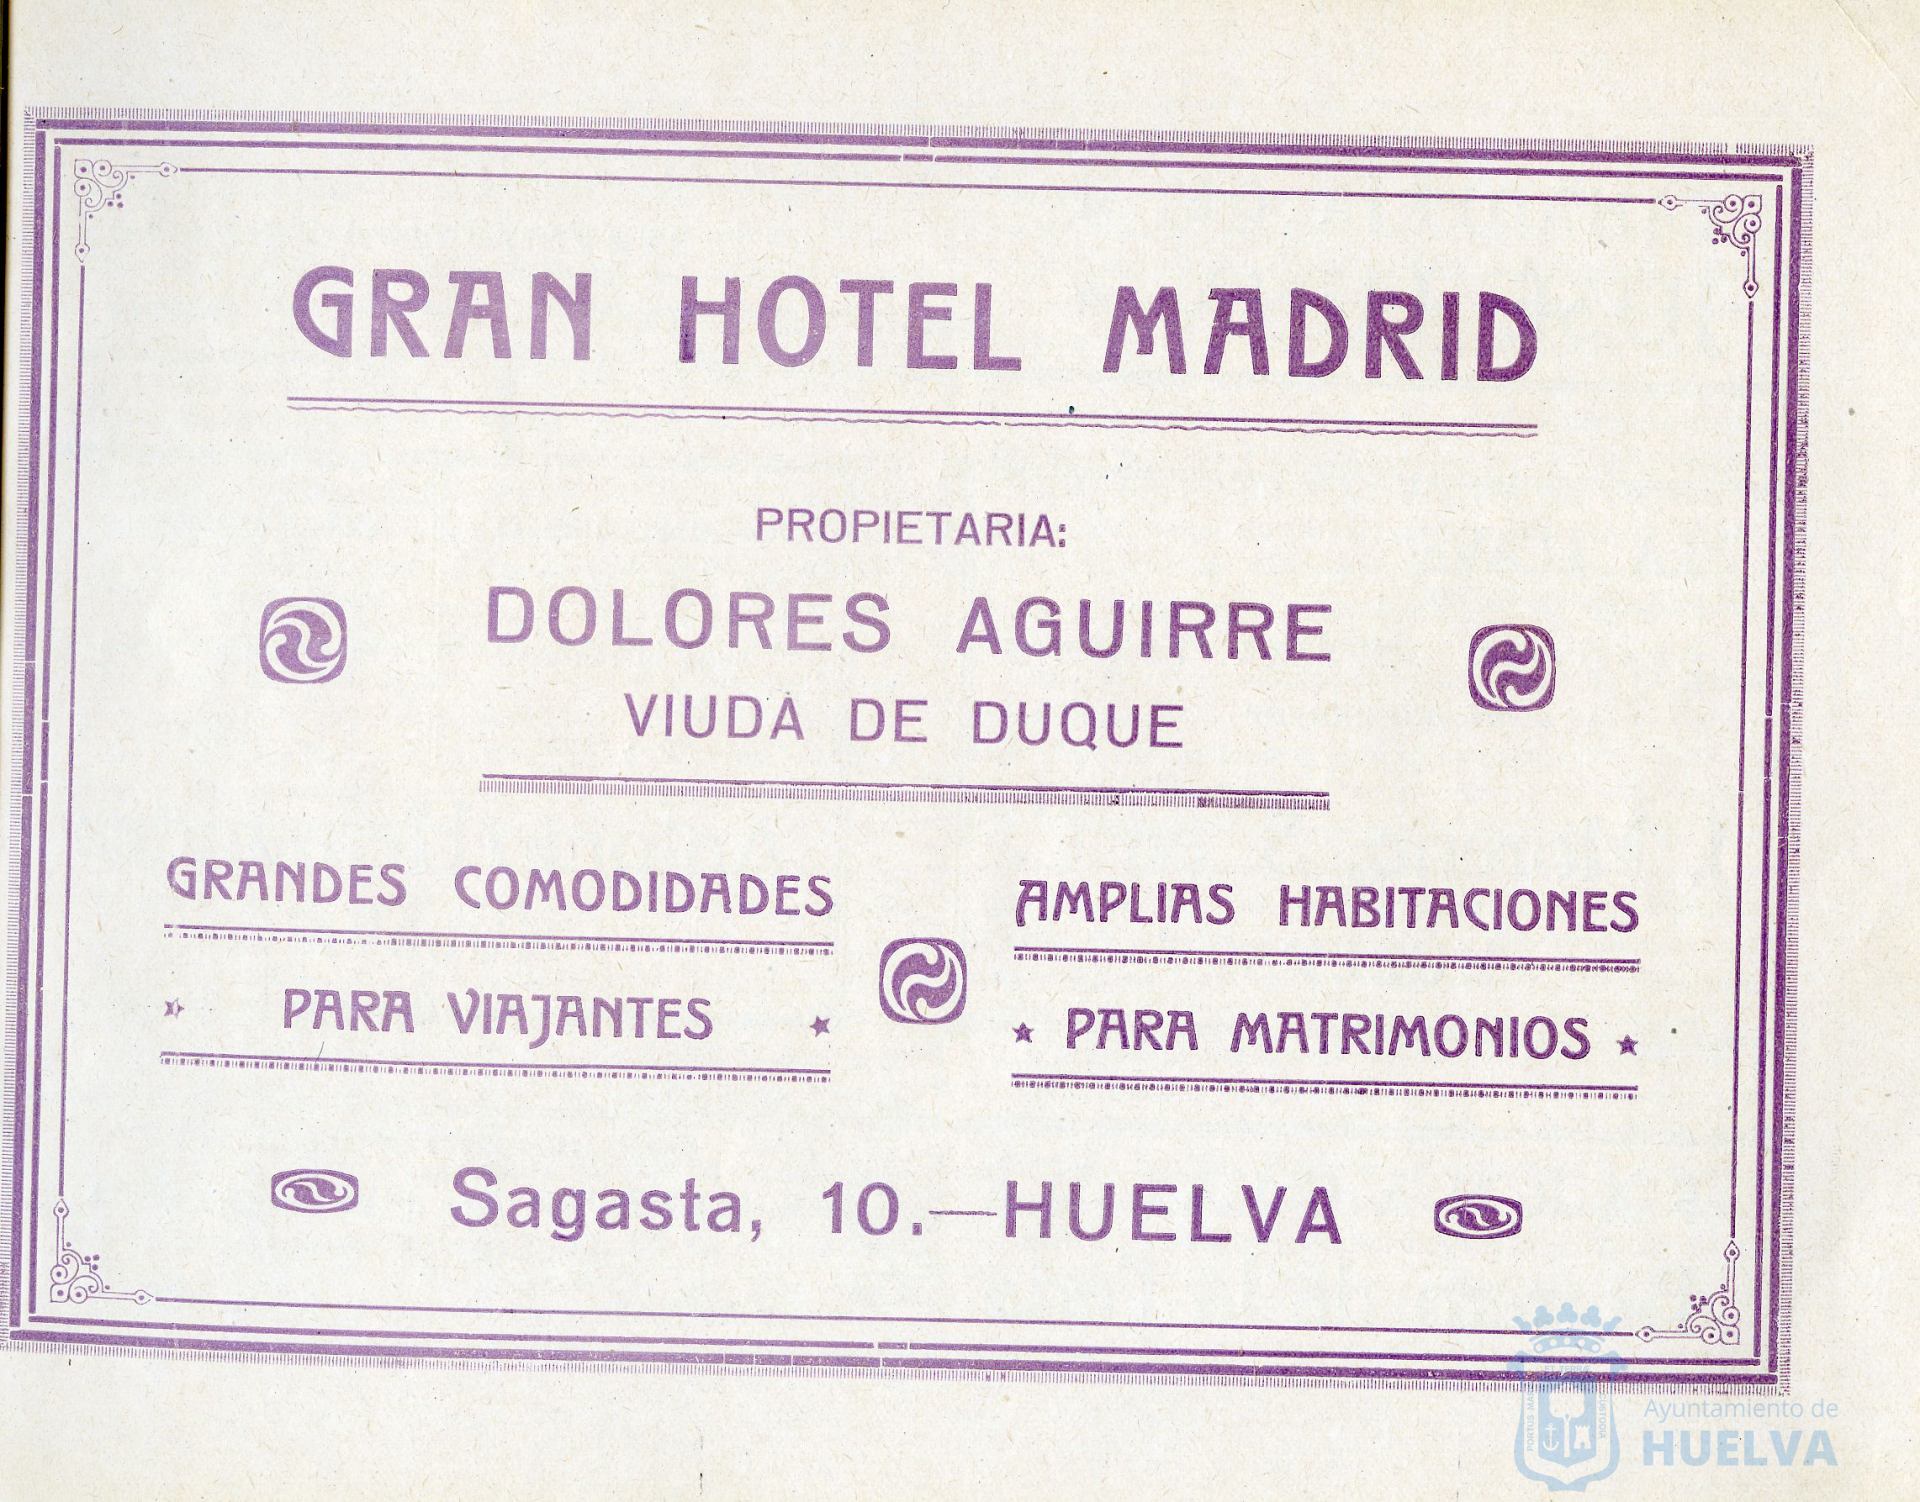 GRAN HOTEL MADRID
PROPIETARIA:
DOLORES AGUIRRE
VIUDA DE DUQUE
GRANDES COMODIDADES
PARA VIAJANTES
AMPLIAS HABITACIONES
PARA MATRIMONIOS
Sagasta, 10.—HUELVA
Ayuntamiento de
HUELVA